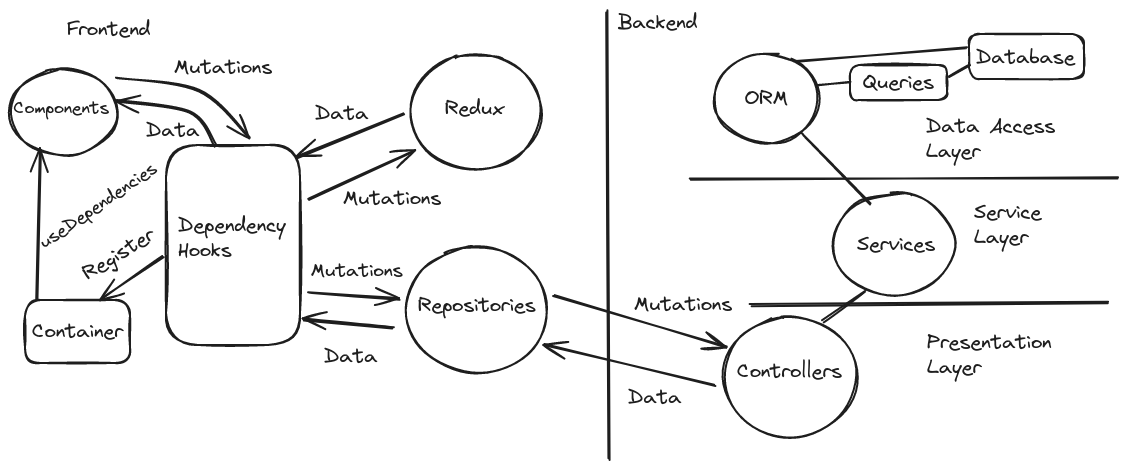 Frontend
Backend
Mutations
Components
Data
Data
Redux
Mutations
useDependencies
Dependency
Hooks
Register
Container
Mutations
Repositories
Data
Mutations
Data
Database
Queries
ORM
Data Access
Layer
Services
Service
Layer
Controllers
Presentation
Layer